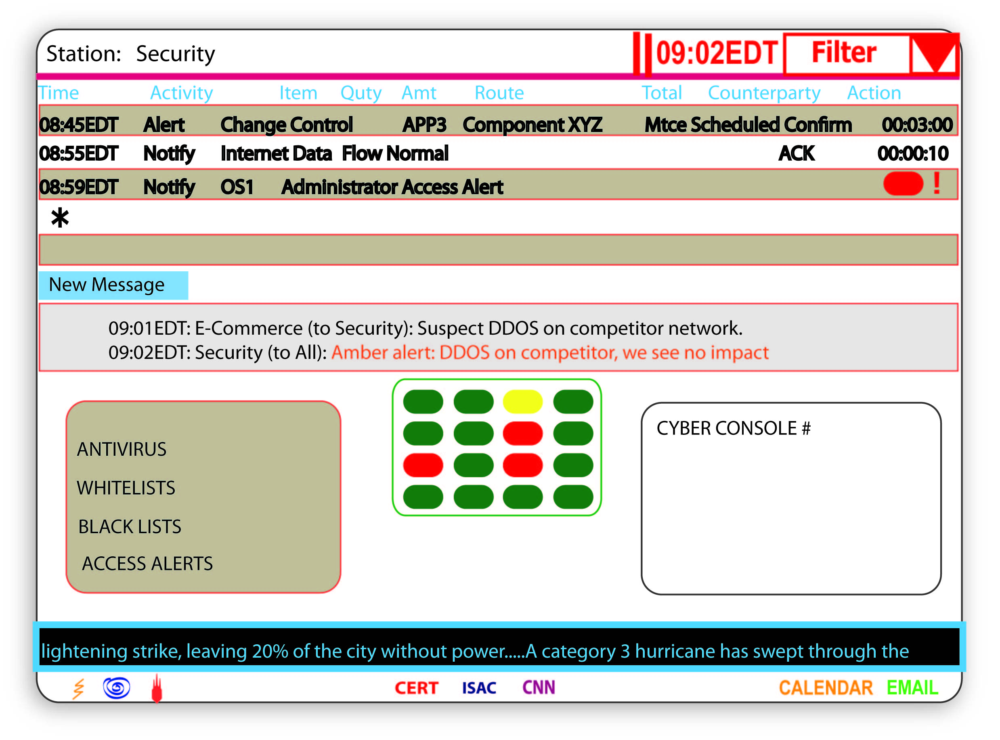 Station: Security 09:02EDT Filter
Time Activity Item Quty Amt Route Total Counterparty Action
08:45EDT Alert Change Control APP3 Component XYZ Mtce Scheduled Confirm 00:03:00
08:55EDT Notify Internet Data Flow Normal ACK 00:00:10
08:59EDT Notify OS1 Administrator Access Alert !
*
New Message
09:01EDT: E-Commerce (to Security): Suspect DDOS on competitor network.
09:02EDT: Security (to All): Amber alert: DDOS on competitor, we see no impact
ANTIVIRUS
WHITELISTS
BLACK LISTS
ACCESS ALERTS
CYBER CONSOLE #
lightening strike, leaving 20% of the city without power.....A category 3 hurricane has swept through the
CERT ISAC CNN CALENDAR EMAIL